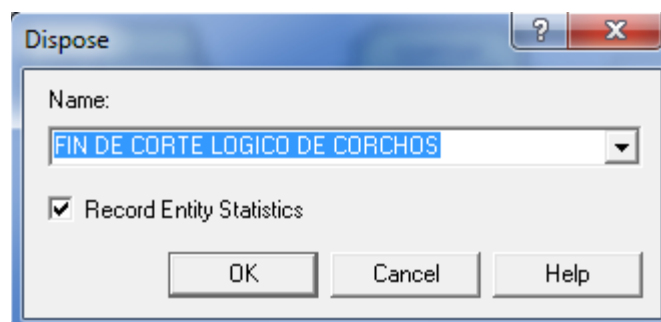 Dispose
?
X
Name:
FIN DE CORTE LOGICO DE CORCHOS
Record Entity Statistics
OK Cancel Help